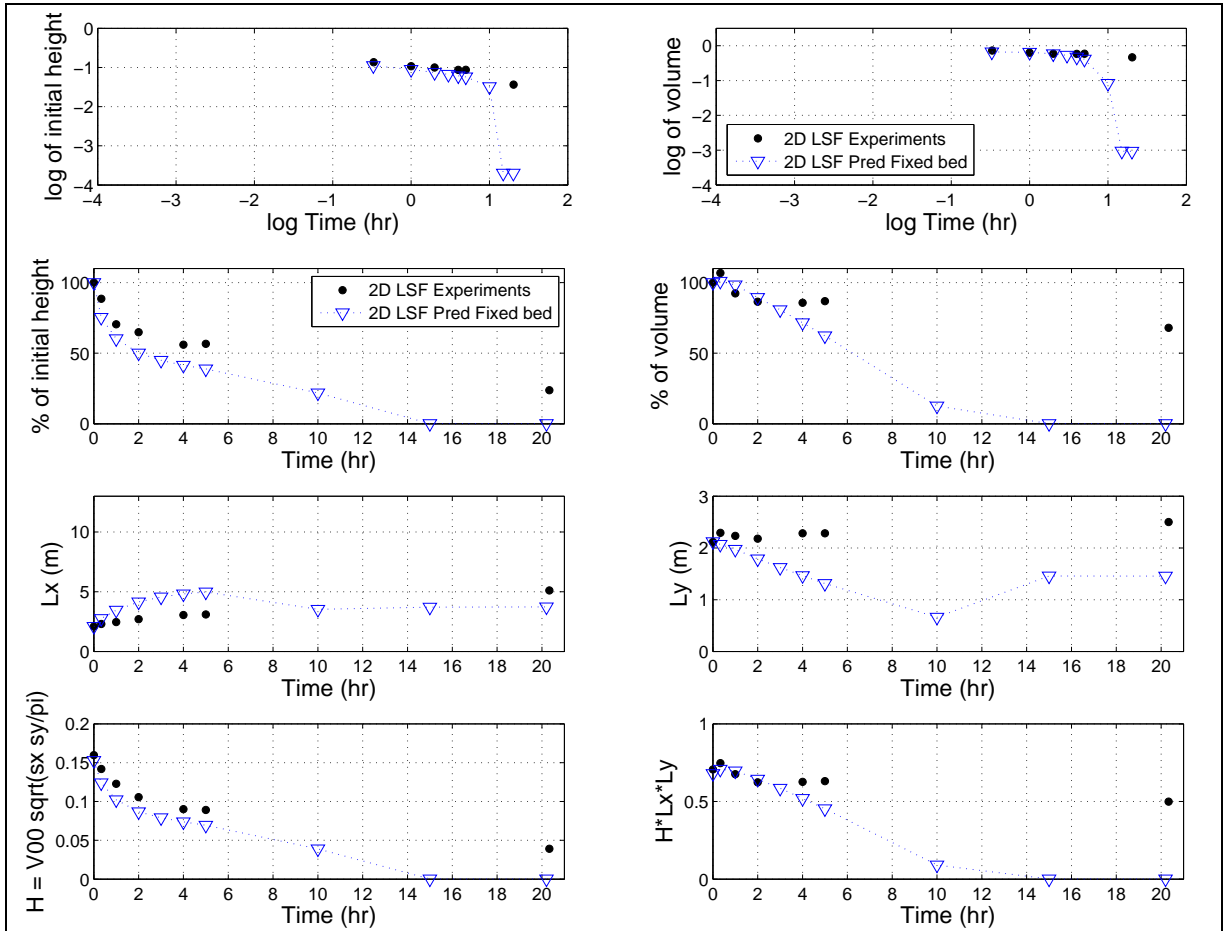 log of initial height
0
−1
−2
−3
−4
−4 −3 −2 −1 0 1 2
log Time (hr)
log of volume
0
−1
−2
−3
−4
2D LSF Experiments
2D LSF Pred Fixed bed
−4 −3 −2 −1 0 1 2
log Time (hr)
% of initial height
100
50
0
2D LSF Experiments
2D LSF Pred Fixed bed
0 2 4 6 8 10 12 14 16 18 20
Time (hr)
% of volume
100
50
0
0 2 4 6 8 10 12 14 16 18 20
Time (hr)
Lx (m)
10
5
0
0 2 4 6 8 10 12 14 16 18 20
Time (hr)
Ly (m)
3
2
1
0
0 2 4 6 8 10 12 14 16 18 20
Time (hr)
H = V00 sqrt(sx sy/pi)
0.2
0.15
0.1
0.05
0
0 2 4 6 8 10 12 14 16 18 20
Time (hr)
H*Lx*Ly
1
0.5
0
0 2 4 6 8 10 12 14 16 18 20
Time (hr)